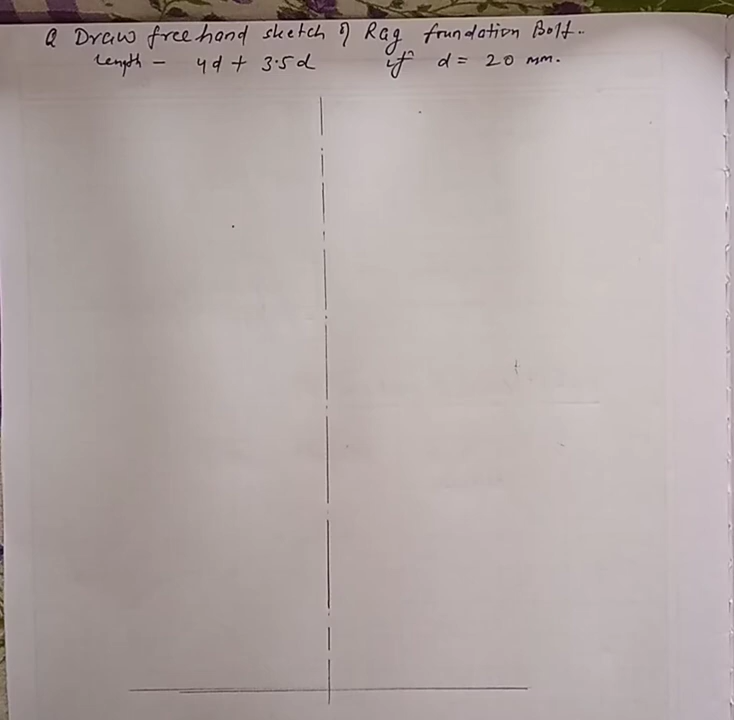 Q Draw free hand sketch of Rag foundation Bolt..
Length - 4d + 3.5d if d = 20 mm.